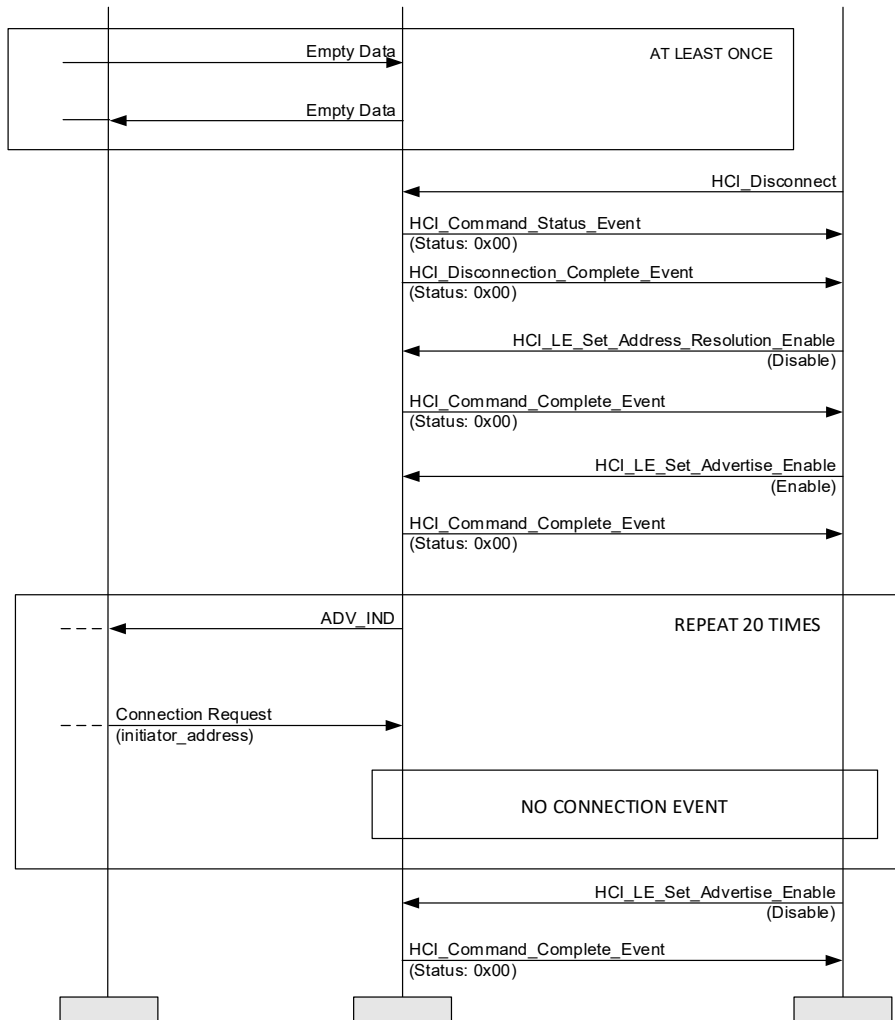 Empty Data
AT LEAST ONCE
Empty Data
HCI_Disconnect
HCI_Command_Status_Event
(Status: 0x00)
HCI_Disconnection_Complete_Event
(Status: 0x00)
HCI_LE_Set_Address_Resolution_Enable
(Disable)
HCI_Command_Complete_Event
(Status: 0x00)
HCI_LE_Set_Advertise_Enable
(Enable)
HCI_Command_Complete_Event
(Status: 0x00)
ADV_IND
REPEAT 20 TIMES
Connection Request
(initiator_address)
NO CONNECTION EVENT
HCI_LE_Set_Advertise_Enable
(Disable)
HCI_Command_Complete_Event
(Status: 0x00)